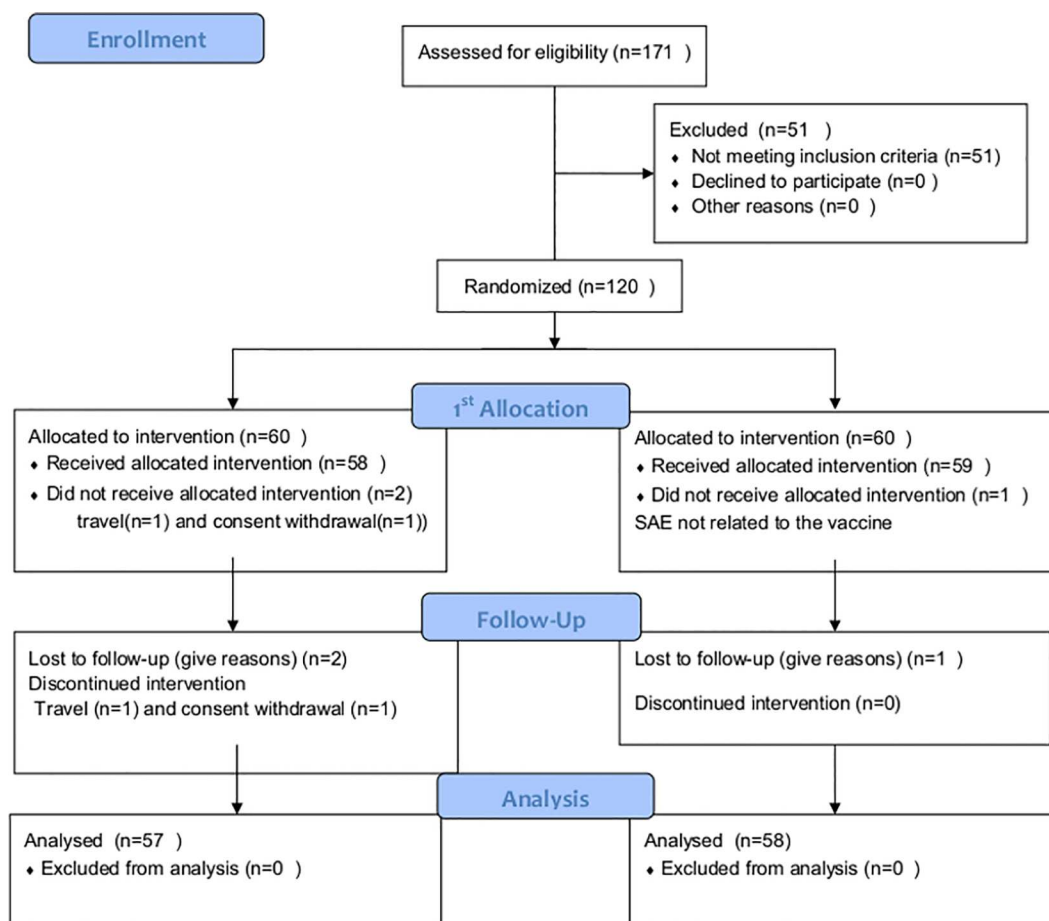 Enrollment
Assessed for eligibility (n=171 )
Excluded (n=51 )
♦ Not meeting inclusion criteria (n=51)
♦ Declined to participate (n=0 )
♦ Other reasons (n=0 )
Randomized (n=120 )
1st Allocation
Allocated to intervention (n=60 )
♦ Received allocated intervention (n=58 )
♦ Did not receive allocated intervention (n=2)
travel(n=1) and consent withdrawal(n=1))
Allocated to intervention (n=60 )
♦ Received allocated intervention (n=59 )
♦ Did not receive allocated intervention (n=1 )
SAE not related to the vaccine
Follow-Up
Lost to follow-up (give reasons) (n=2)
Discontinued intervention
Travel (n=1) and consent withdrawal (n=1)
Lost to follow-up (give reasons) (n=1 )
Discontinued intervention (n=0)
Analysis
Analysed (n=57 )
♦ Excluded from analysis (n=0 )
Analysed (n=58)
♦ Excluded from analysis (n=0 )